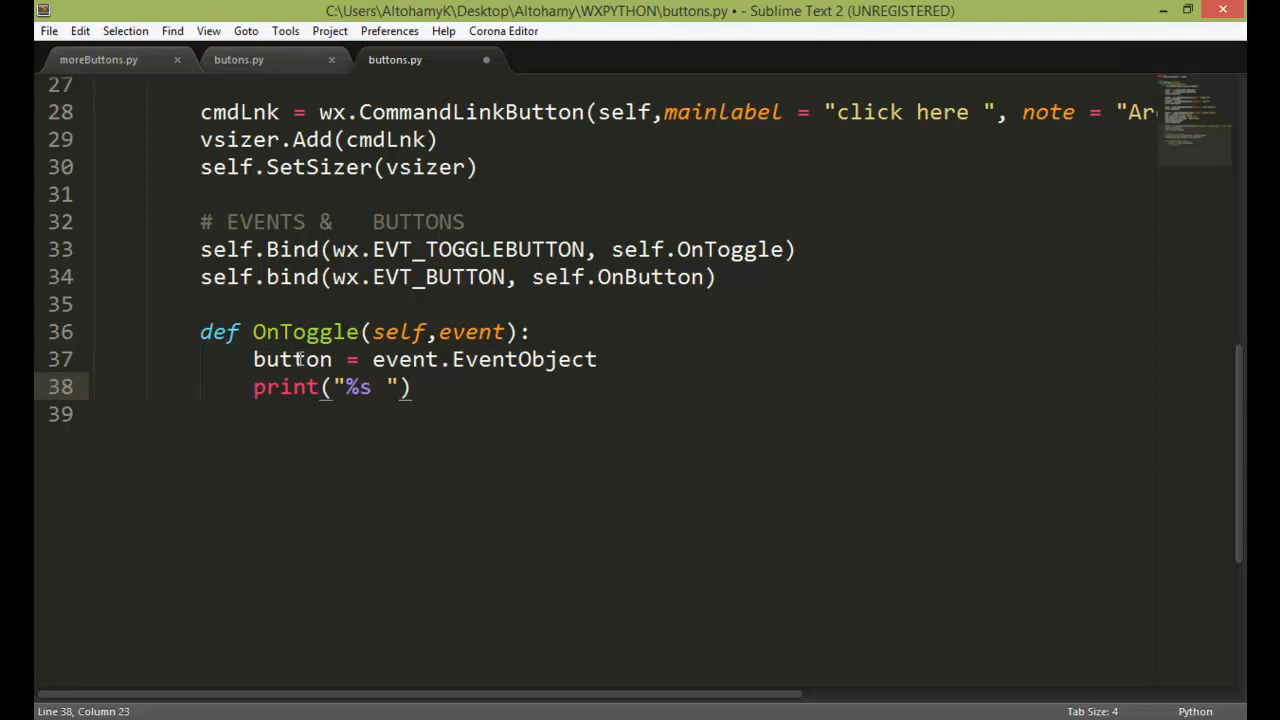 C:\Users\AltohamyK\Desktop\Altohamy\WXPYTHON\buttons.py • - Sublime Text 2 (UNREGISTERED)
File Edit Selection Find View Goto Tools Project Preferences Help Corona Editor
moreButtons.py butons.py buttons.py
27
28 cmdLnk = wx.CommandLinkButton(self,mainlabel = "click here ", note = "Ar
29 vsizer.Add(cmdLnk)
30 self.SetSizer(vsizer)
31
32 # EVENTS & BUTTONS
33 self.Bind(wx.EVT_TOGGLEBUTTON, self.OnToggle)
34 self.bind(wx.EVT_BUTTON, self.OnButton)
35
36 def OnToggle(self,event):
37 button = event.EventObject
38 print("%s ")
39
Line 38, Column 23 Tab Size: 4 Python